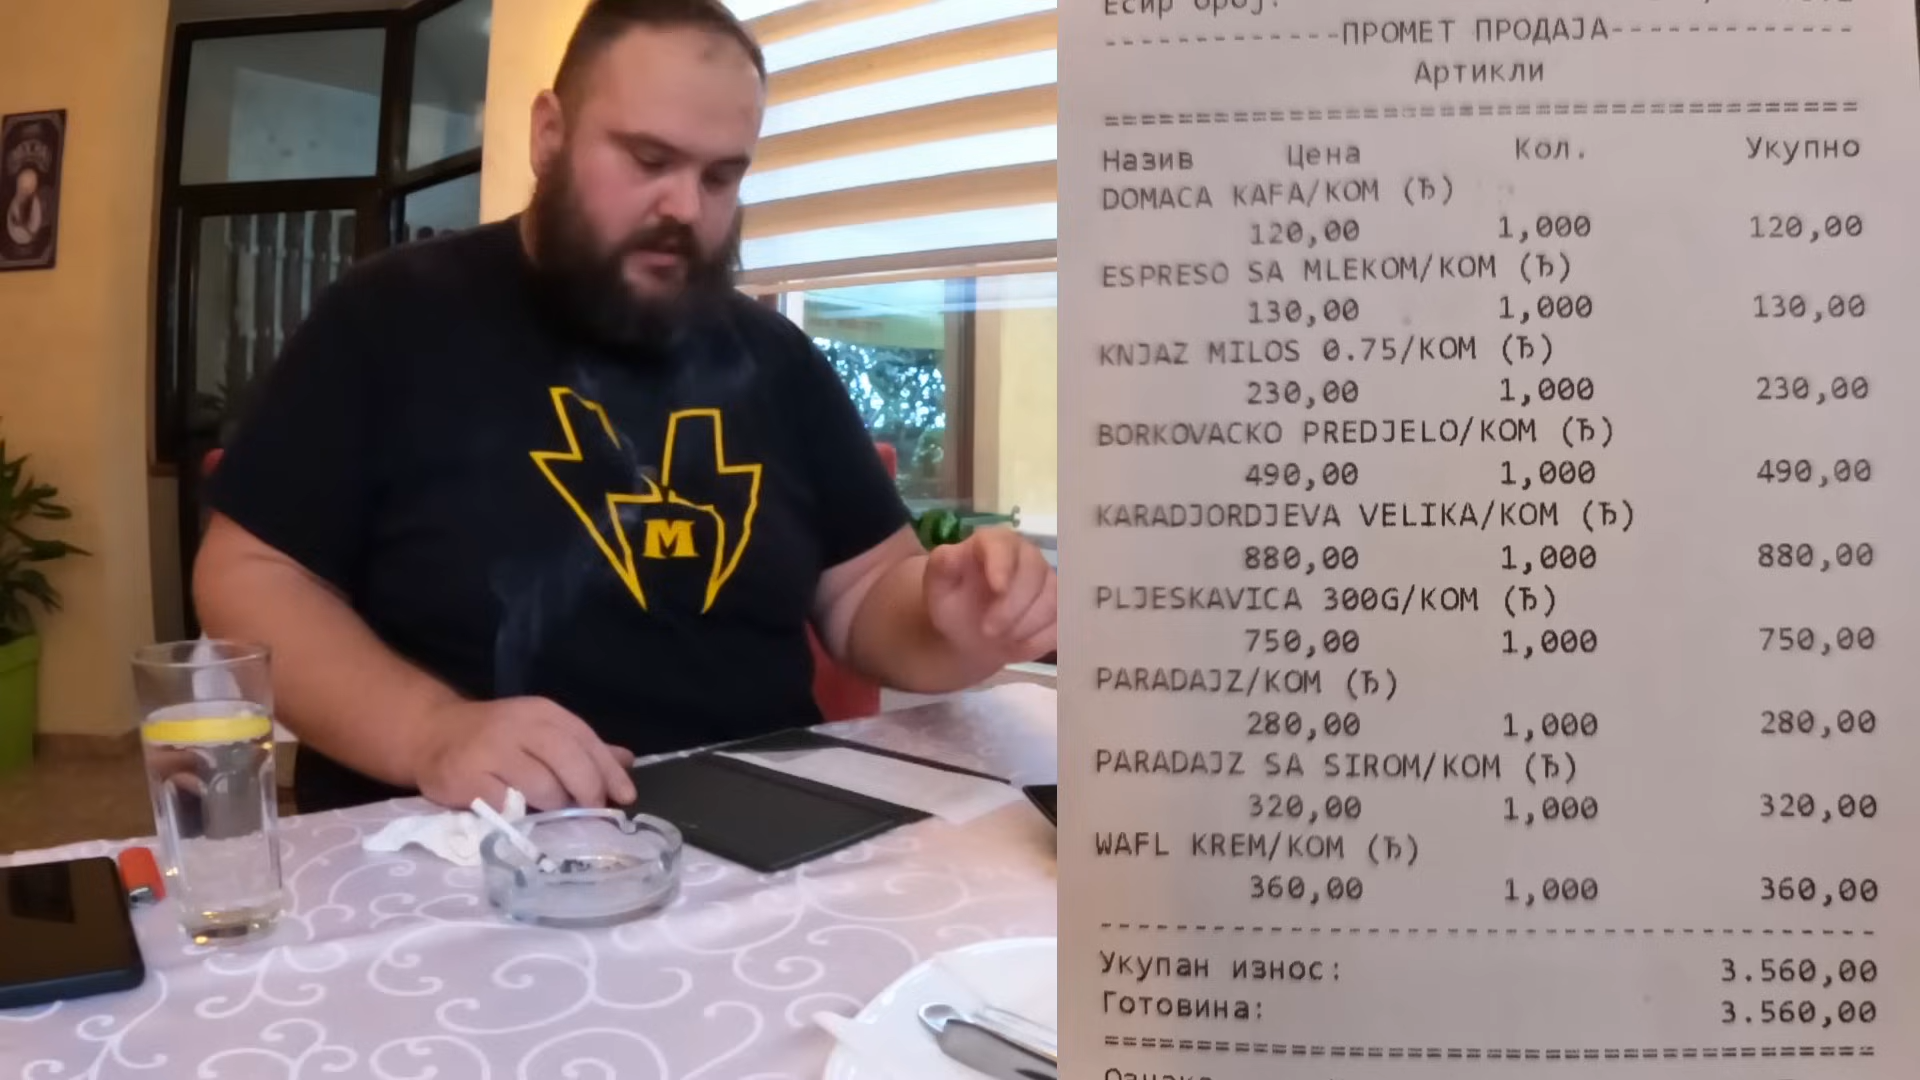 M
ПРОМЕТ ПРОДАЈА
Артикли
Назив Цена Кол. Укупно
DOMACA KAFA/KOM (Ђ)
120,00 1,000 120,00
ESPRESO SA MLEKOM/KOM (Ђ)
130,00 1,000 130,00
KNJAZ MILOS 0.75/KOM (Ђ)
230,00 1,000 230,00
BORKOVACKO PREDJELO/KOM (Ђ)
490,00 1,000 490,00
KARADJORDJEVA VELIKA/KOM (Ђ)
880,00 1,000 880,00
PLJESKAVICA 300G/KOM (Ђ)
750,00 1,000 750,00
PARADAJZ/KOM (Ђ)
280,00 1,000 280,00
PARADAJZ SA SIROM/KOM (Ђ)
320,00 1,000 320,00
WAFL KREM/KOM (Ђ)
360,00 1,000 360,00
Укупан износ: 3.560,00
Готовина: 3.560,00